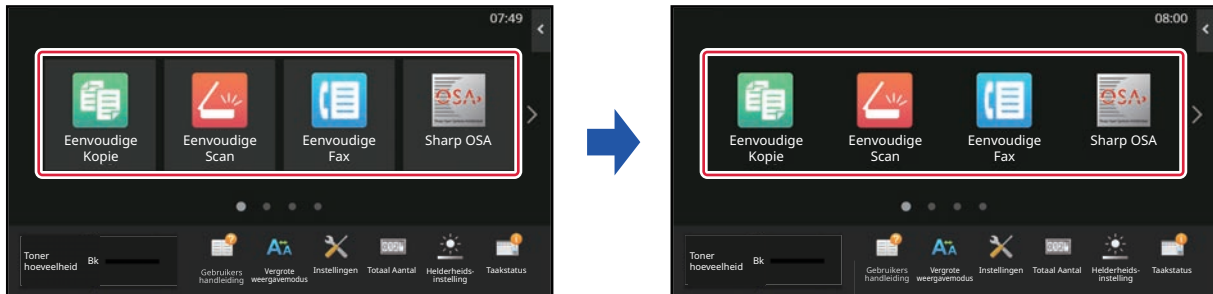 07:49
Eenvoudige
Kopie
Eenvoudige
Scan
Eenvoudige
Fax
OSA
Sharp OSA
Toner
hoeveelheid
Bk
Gebruikers
handleiding
Vergrote
weergavemodus
Instellingen
Totaal Aantal
Helderheids-
instelling
Taakstatus
08:00
Eenvoudige
Kopie
Eenvoudige
Scan
Eenvoudige
Fax
OSA
Sharp OSA
Toner
hoeveelheid
Bk
Gebruikers
handleiding
Vergrote
weergavemodus
Instellingen
Totaal Aantal
Helderheids-
instelling
Taakstatus